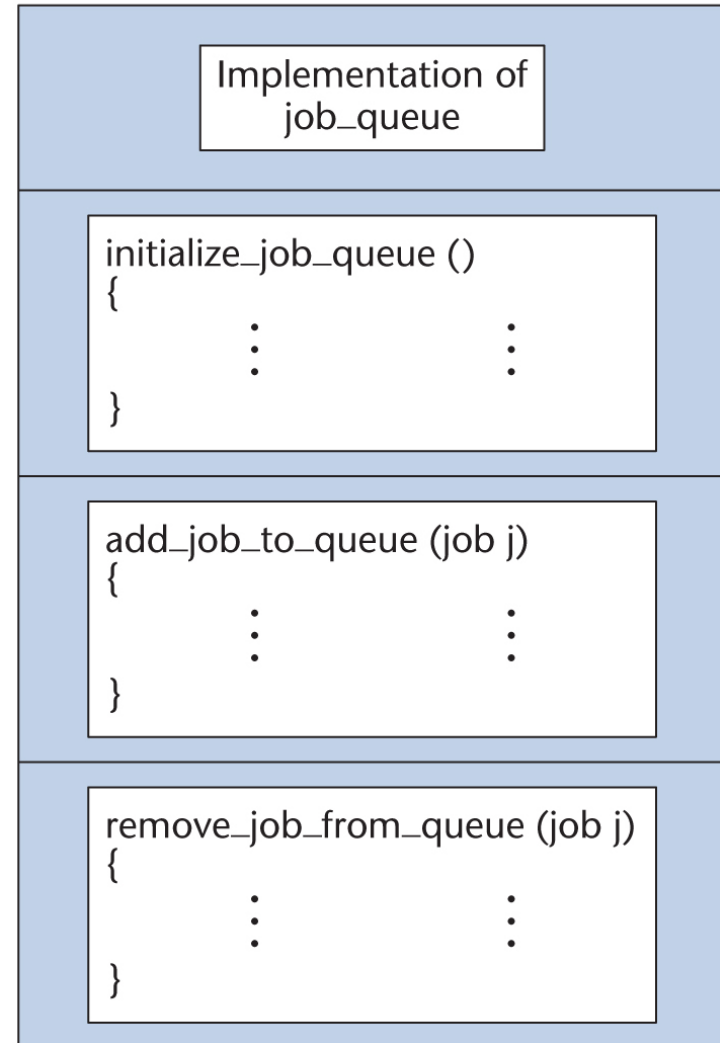 Implementation of
job_queue
initialize_job_queue ()
{
⋮ ⋮
}
add_job_to_queue (job j)
{
⋮ ⋮
}
remove_job_from_queue (job j)
{
⋮ ⋮
}